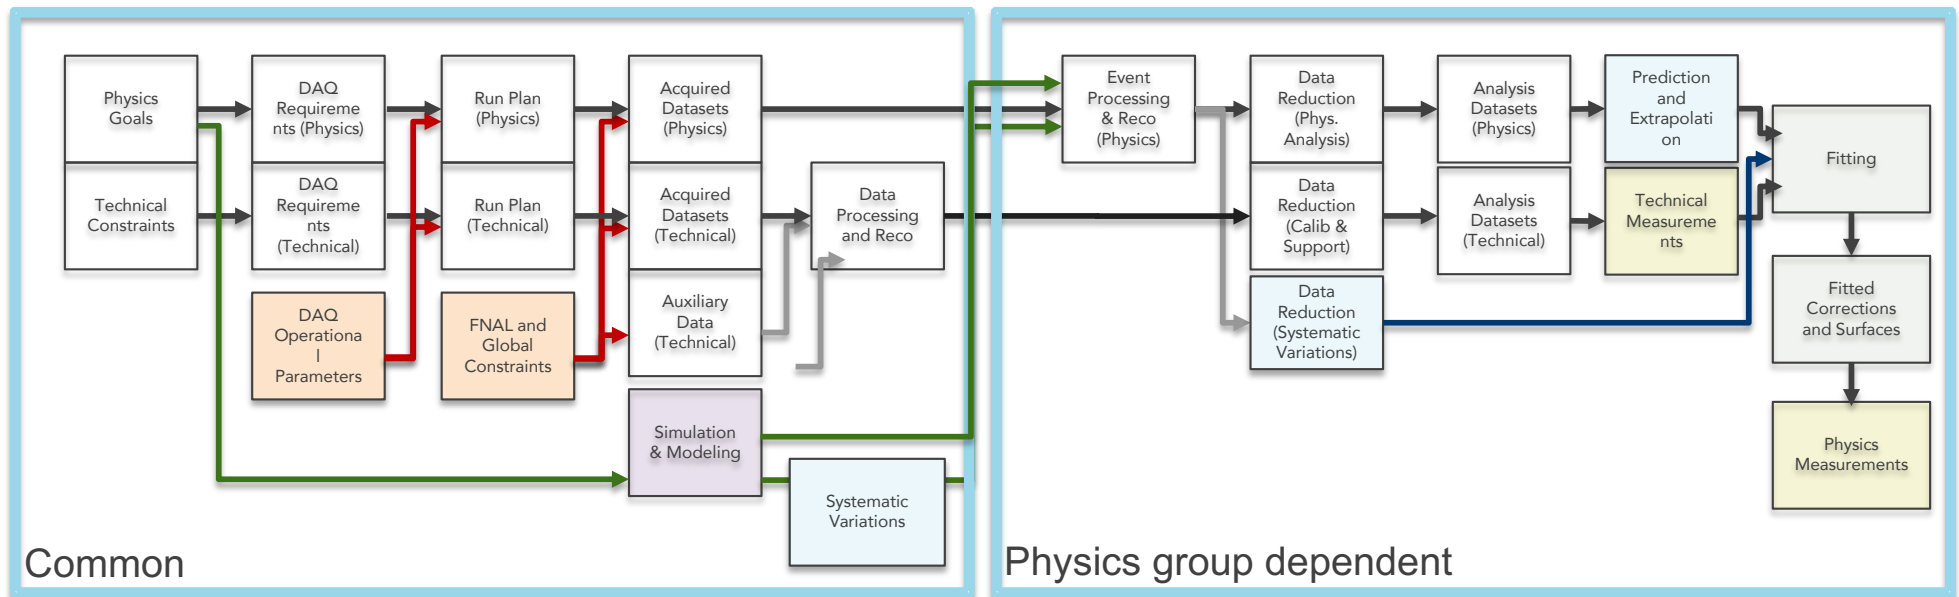 Physics
Goals
DAQ
Requireme
nts (Physics)
Run Plan
(Physics)
Acquired
Datasets
(Physics)
Technical
Constraints
DAQ
Requireme
nts
(Technical)
Run Plan
(Technical)
Acquired
Datasets
(Technical)
Data
Processing
and Reco
DAQ
Operationa
l
Parameters
FNAL and
Global
Constraints
Auxiliary
Data
(Technical)
Simulation
& Modeling
Systematic
Variations
Common
Event
Processing
& Reco
(Physics)
Data
Reduction
(Phys.
Analysis)
Analysis
Datasets
(Physics)
Prediction
and
Extrapolati
on
Fitting
Data
Reduction
(Calib &
Support)
Analysis
Datasets
(Technical)
Technical
Measureme
nts
Data
Reduction
(Systematic
Variations)
Fitted
Corrections
and Surfaces
Physics
Measurements
Physics group dependent